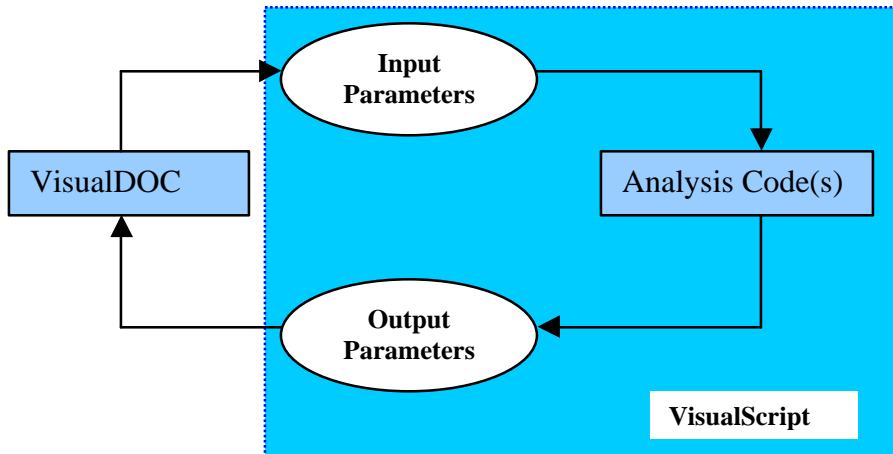 Input
Parameters
VisualDOC
Analysis Code(s)
Output
Parameters
VisualScript